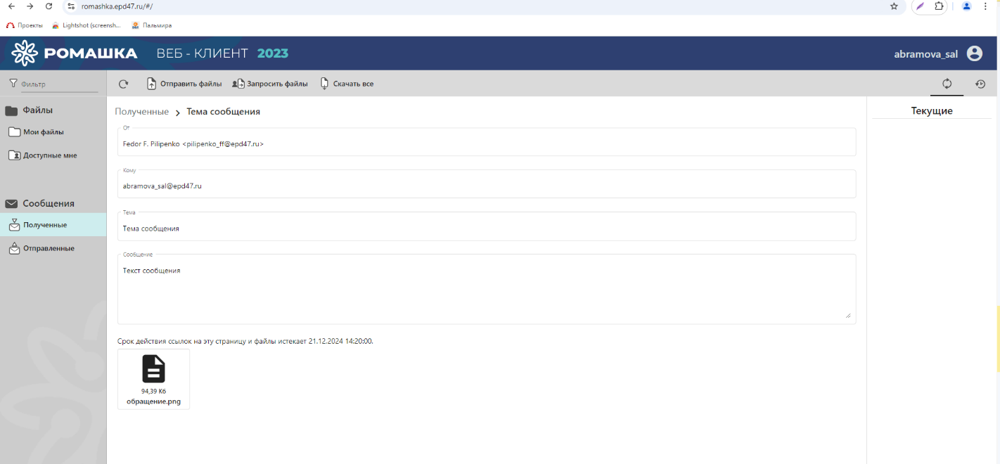 romashka.epd47.ru/#/
Проекты Lightshot (screensh... Пальмира
РОМАШКА ВЕБ - КЛИЕНТ 2023 abramova_sal
Фильтр Отправить файлы Запросить файлы Скачать все
Файлы
Мои файлы
Доступные мне
Сообщения
Полученные
Отправленные
Полученные > Тема сообщения
От
Fedor F. Pilipenko <pilipenko_ff@epd47.ru>
Кому
abramova_sal@epd47.ru
Тема
Тема сообщения
Сообщение
Текст сообщения
Срок действия ссылок на эту страницу и файлы истекает 21.12.2024 14:20:00.
94,39 К6
обращение.png
Текущие